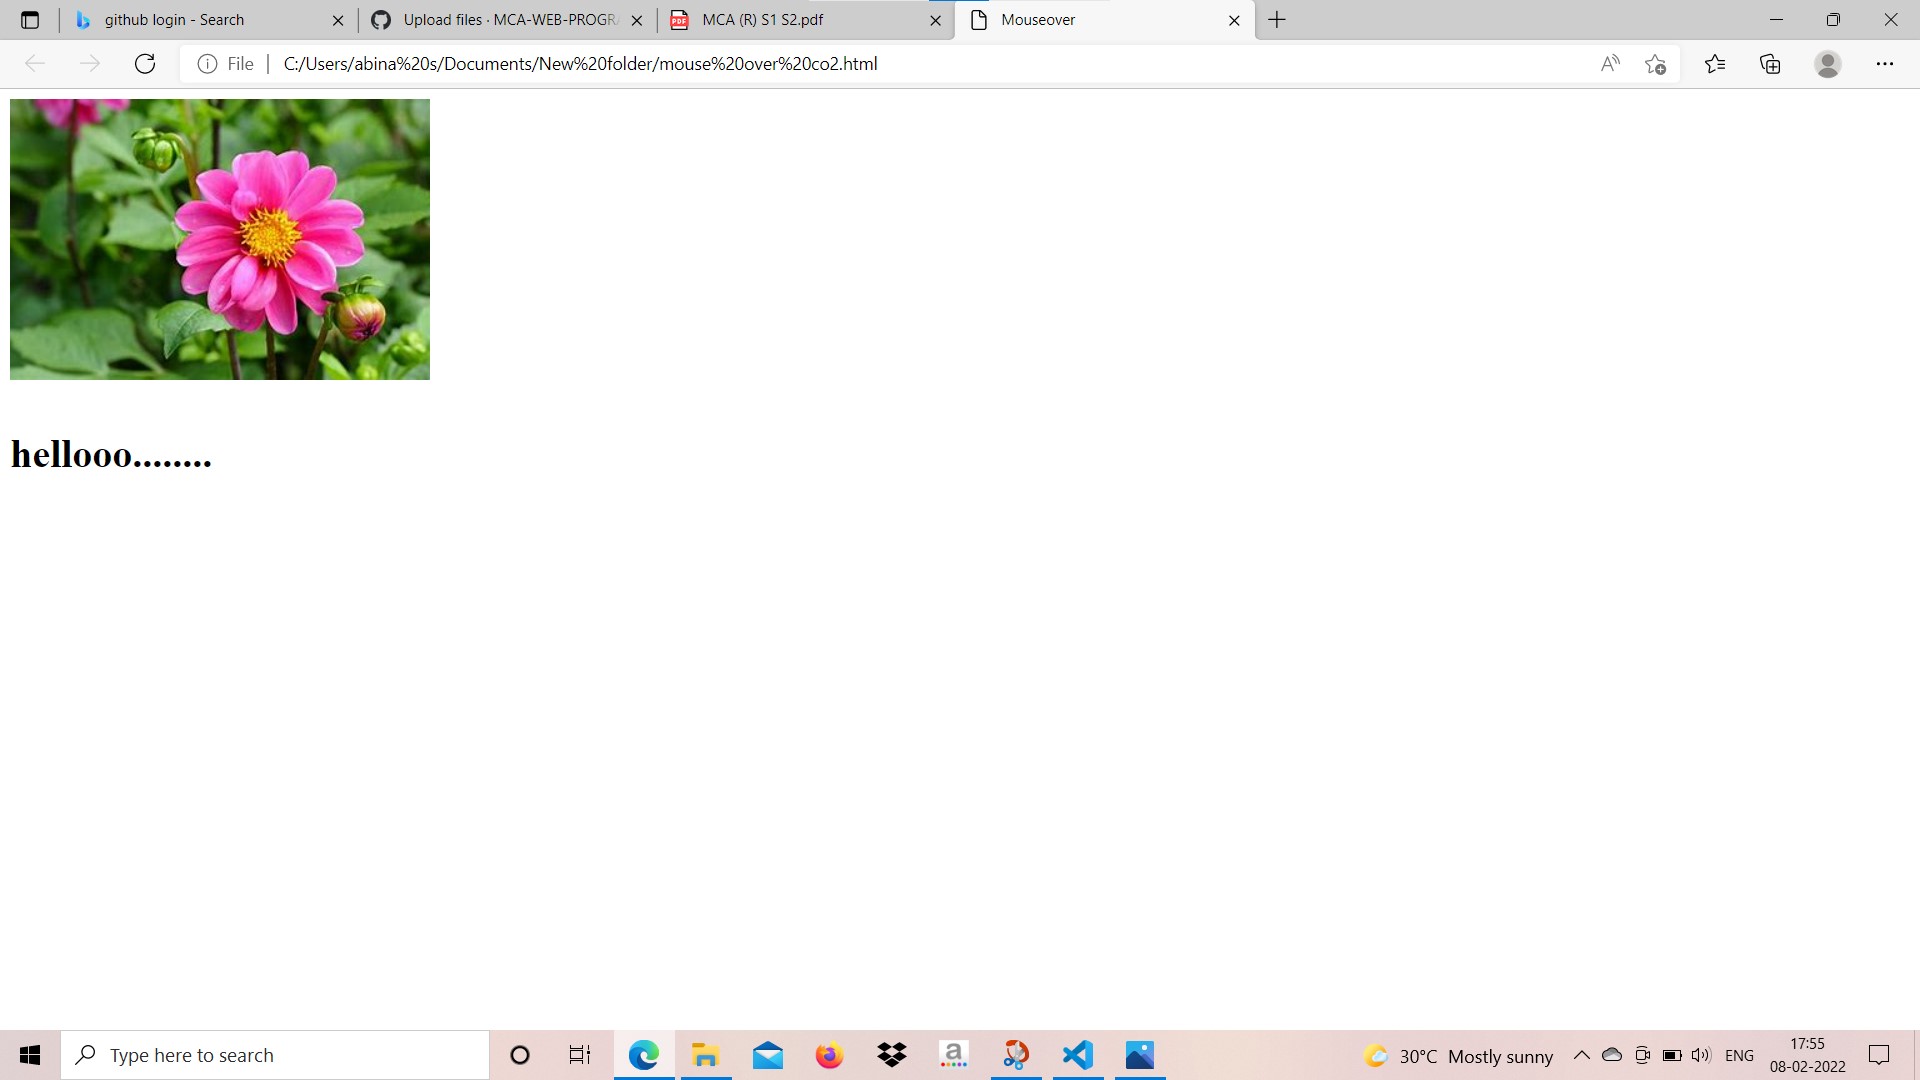 github login - Search
Upload files · MCA-WEB-PROGRA
MCA (R) S1 S2.pdf
Mouseover
File
C:/Users/abina%20s/Documents/New%20folder/mouse%20over%20co2.html
hellooo........
Type here to search
30°C Mostly sunny
ENG
17:55
08-02-2022